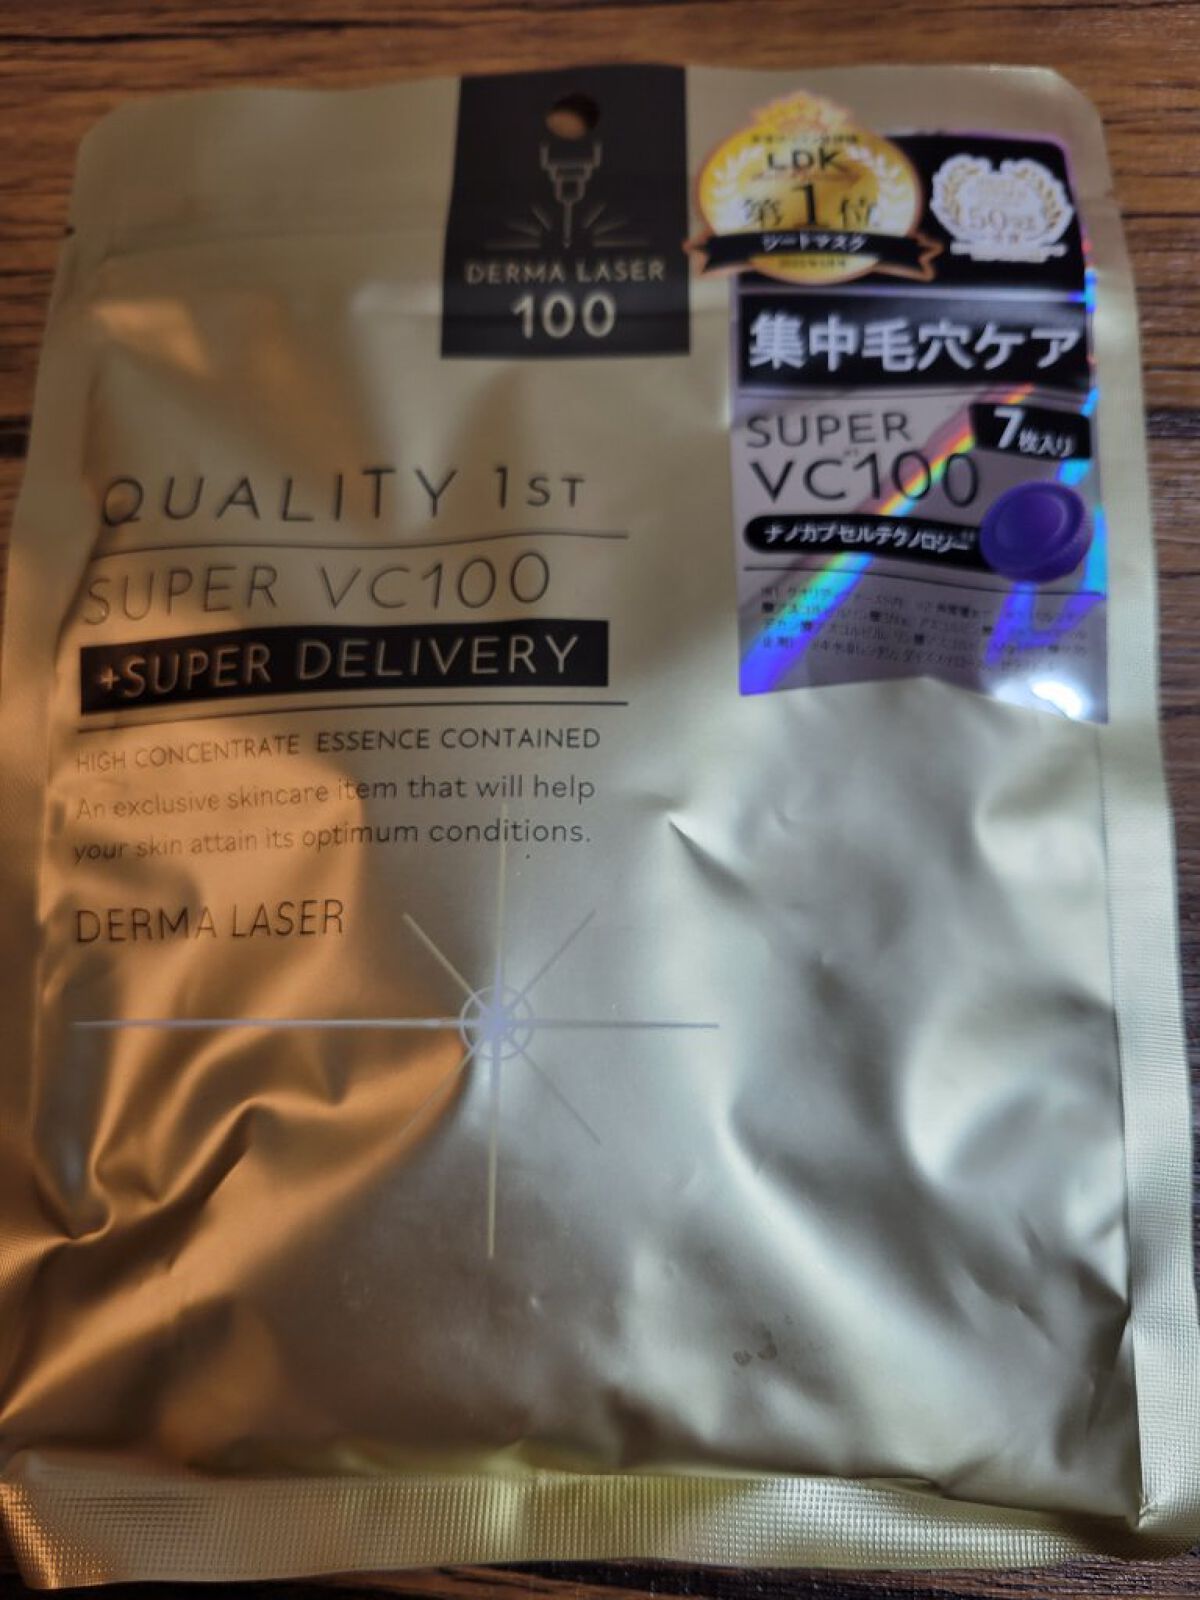 DERMA LASER
100
LDK
第1位
シートマスク
50冠
集中毛穴ケア
SUPER
VC100
7枚入り
ナノカプセルテクノロジー
QUALITY 1ST
SUPER VC100
+SUPER DELIVERY
HIGH CONCENTRATE ESSENCE CONTAINED
An exclusive skincare item that will help
your skin attain its optimum conditions.
DERMA LASER